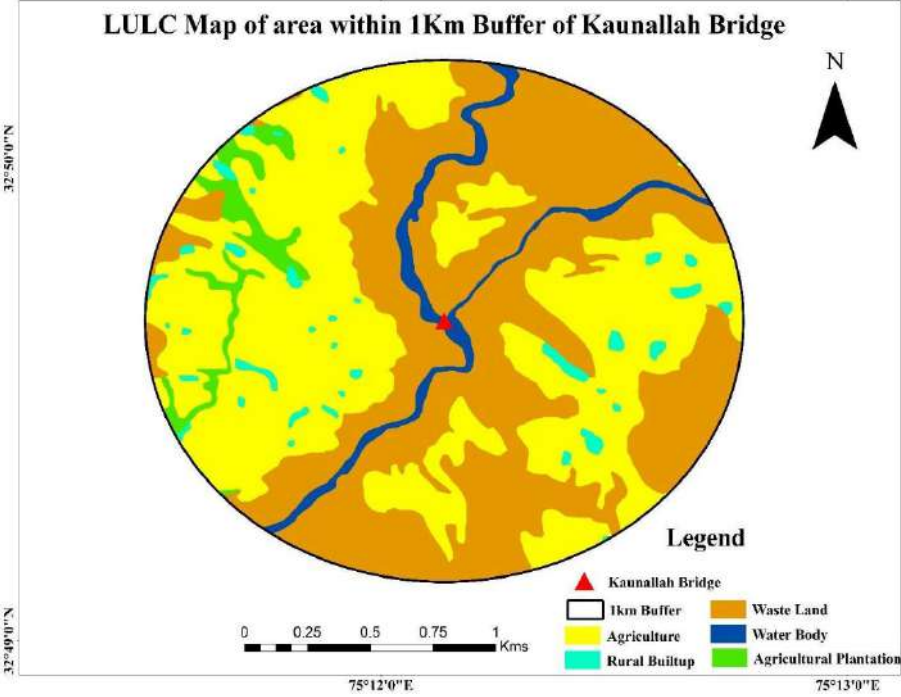 LULC Map of area within 1Km Buffer of Kaunallah Bridge
N
32°50'0"N
32°49'0"N
Legend
Kaunallah Bridge
1km Buffer
Waste Land
Agriculture
Water Body
Rural Builtup
Agricultural Plantation
0 0.25 0.5 0.75 1
Kms
75°12'0"E
75°13'0"E